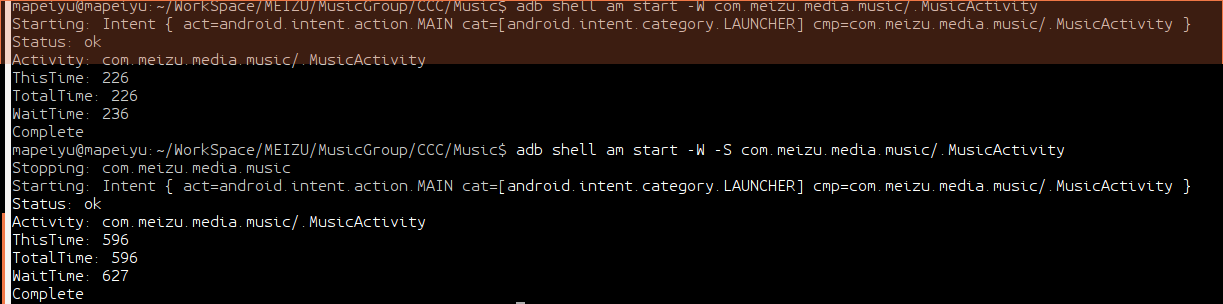 mapeiyu@mapeiyu:~/WorkSpace/MEIZU/MusicGroup/CCC/Music$ adb shell am start -W com.meizu.media.music/.MusicActivity
Starting: Intent { act=android.intent.action.MAIN cat=[android.intent.category.LAUNCHER] cmp=com.meizu.media.music/.MusicActivity }
Status: ok
Activity: com.meizu.media.music/.MusicActivity
ThisTime: 226
TotalTime: 226
WaitTime: 236
Complete
mapeiyu@mapeiyu:~/WorkSpace/MEIZU/MusicGroup/CCC/Music$ adb shell am start -W -S com.meizu.media.music/.MusicActivity
Stopping: com.meizu.media.music
Starting: Intent { act=android.intent.action.MAIN cat=[android.intent.category.LAUNCHER] cmp=com.meizu.media.music/.MusicActivity }
Status: ok
Activity: com.meizu.media.music/.MusicActivity
ThisTime: 596
TotalTime: 596
WaitTime: 627
Complete